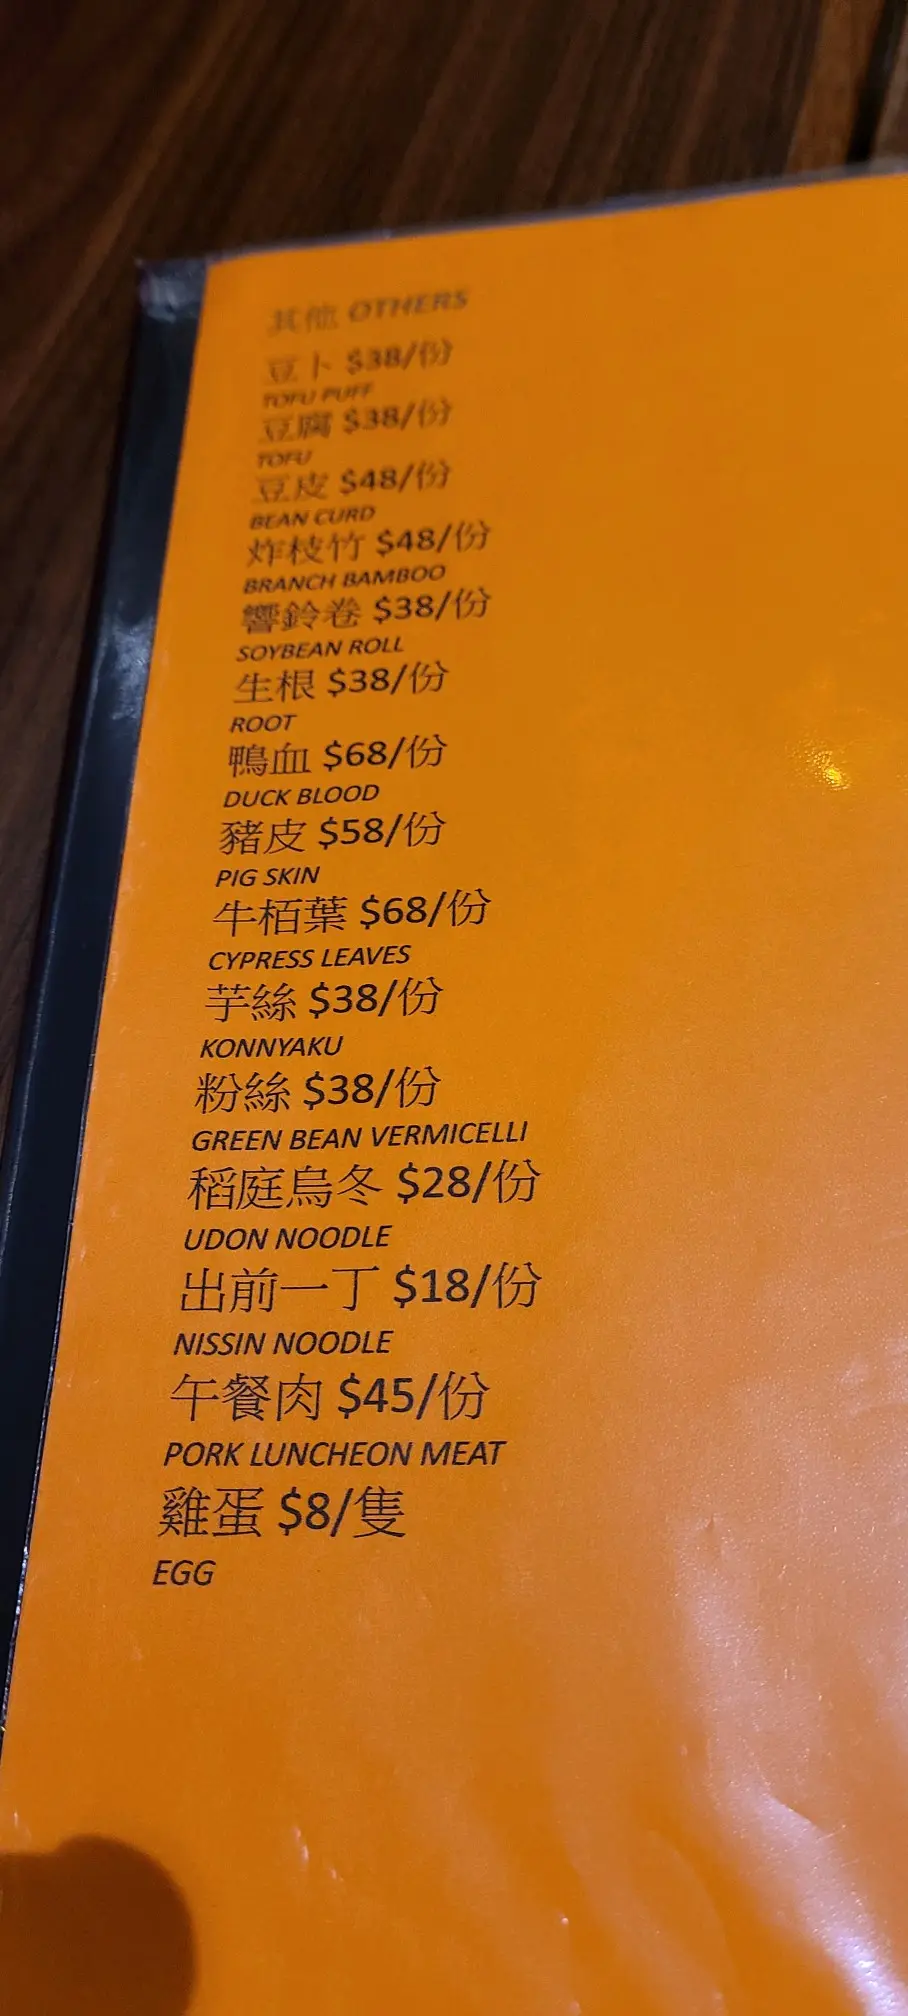 其他 OTHERS
豆卜 $38/份
TOFU PUFF
豆腐 $38/份
TOFU
豆皮 $48/份
BEAN CURD
炸枝竹 $48/份
BRANCH BAMBOO
響鈴卷 $38/份
SOYBEAN ROLL
生根 $38/份
ROOT
鴨血 $68/份
DUCK BLOOD
豬皮 $58/份
PIG SKIN
牛栢葉 $68/份
CYPRESS LEAVES
芋絲 $38/份
KONNYAKU
粉絲 $38/份
GREEN BEAN VERMICELLI
稻庭烏冬 $28/份
UDON NOODLE
出前一丁 $18/份
NISSIN NOODLE
午餐肉 $45/份
PORK LUNCHEON MEAT
雞蛋 $8/隻
EGG